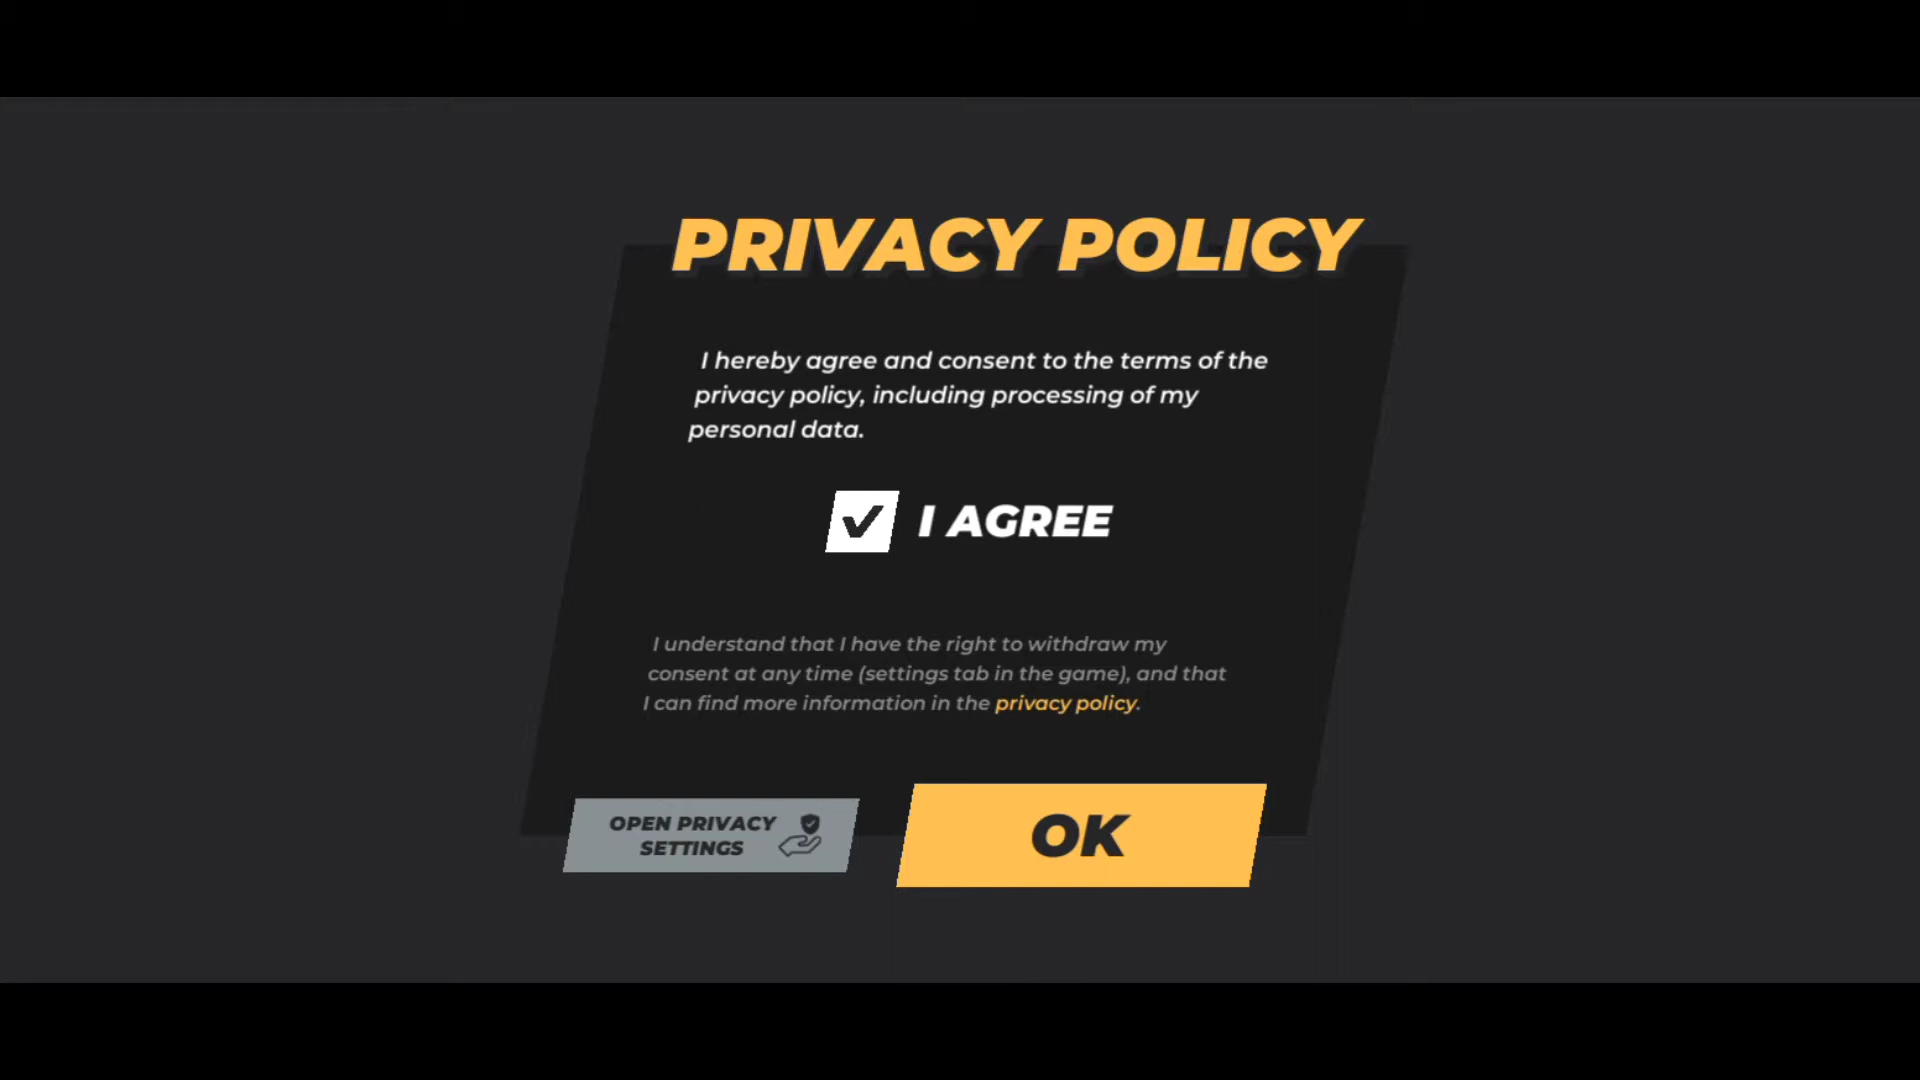 PRIVACY POLICY
I hereby agree and consent to the terms of the
privacy policy, including processing of my
personal data.
I AGREE
I understand that I have the right to withdraw my
consent at any time (settings tab in the game), and that
I can find more information in the privacy policy.
OPEN PRIVACY
SETTINGS
OK